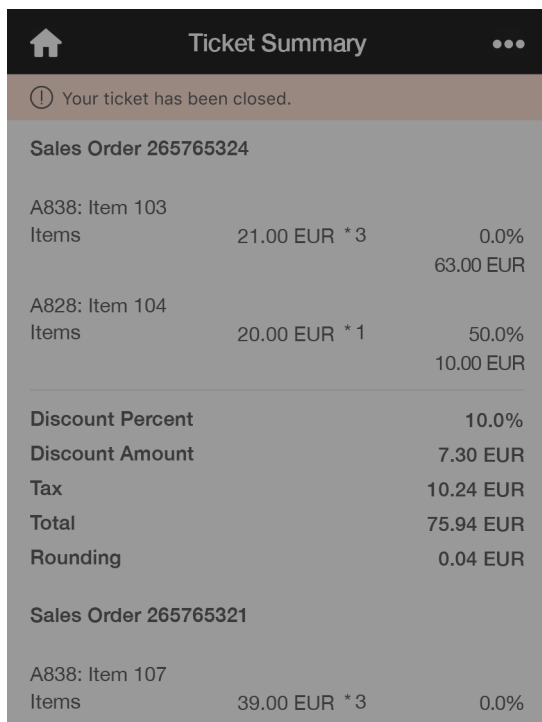 Ticket Summary
Your ticket has been closed.
Sales Order 265765324
A838: Item 103
Items 21.00 EUR * 3 0.0%
63.00 EUR
A828: Item 104
Items 20.00 EUR * 1 50.0%
10.00 EUR
Discount Percent 10.0%
Discount Amount 7.30 EUR
Tax 10.24 EUR
Total 75.94 EUR
Rounding 0.04 EUR
Sales Order 265765321
A838: Item 107
Items 39.00 EUR * 3 0.0%